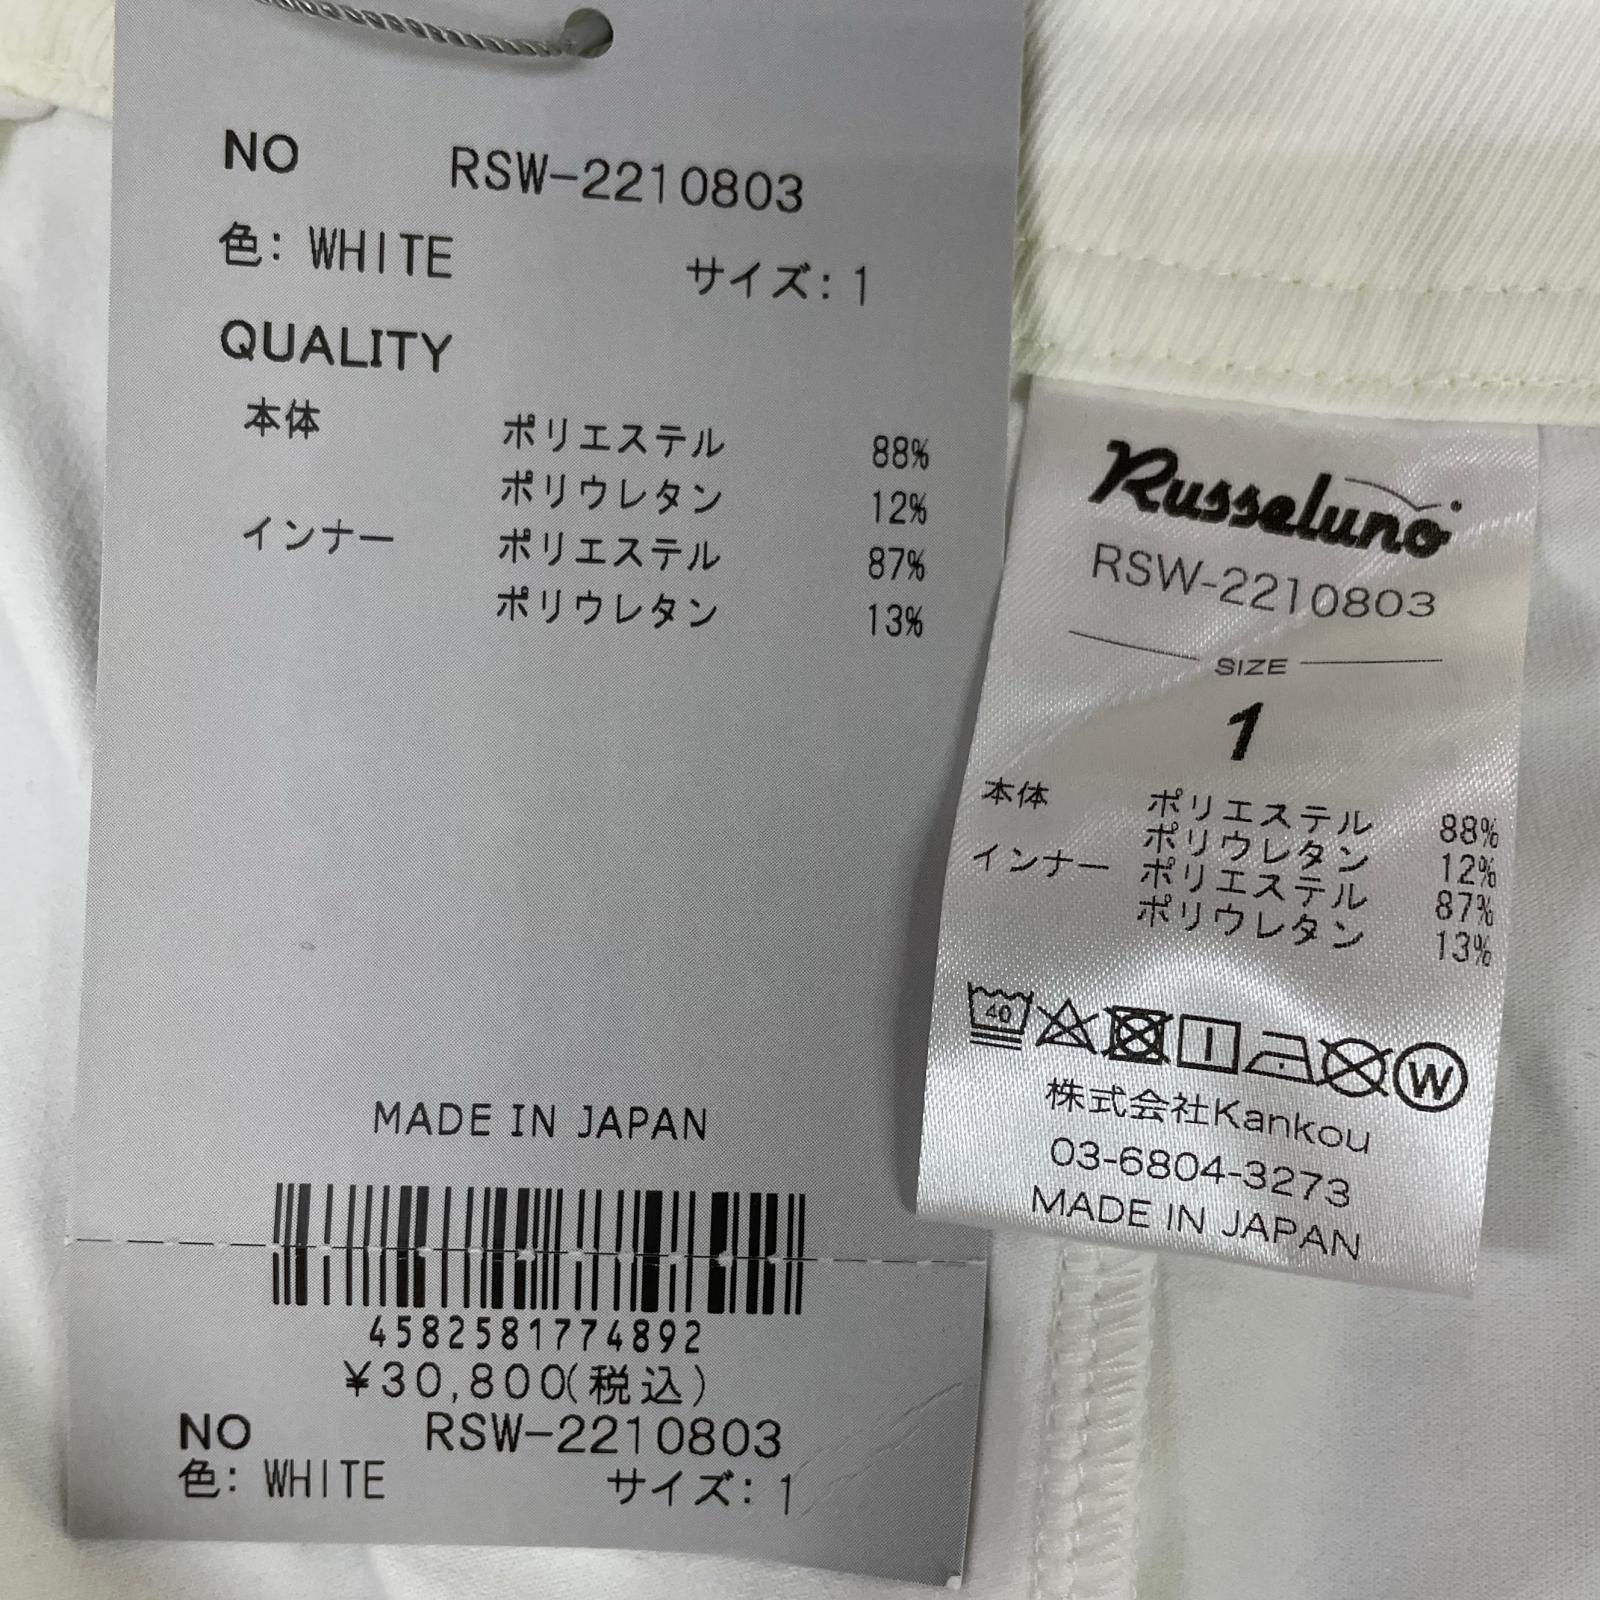 NO RSW-2210803
色: WHITE サイズ: 1
QUALITY
本体 ポリエステル 88%
ポリウレタン 12%
インナー ポリエステル 87%
ポリウレタン 13%
MADE IN JAPAN
4582581774892
¥30,800(税込)
NO RSW-2210803
色: WHITE サイズ: 1
Russeluno
RSW-2210803
SIZE
1
本体 ポリエステル 88%
ポリウレタン 12%
インナー ポリエステル 87%
ポリウレタン 13%
40 W
株式会社Kankou
03-6804-3273
MADE IN JAPAN